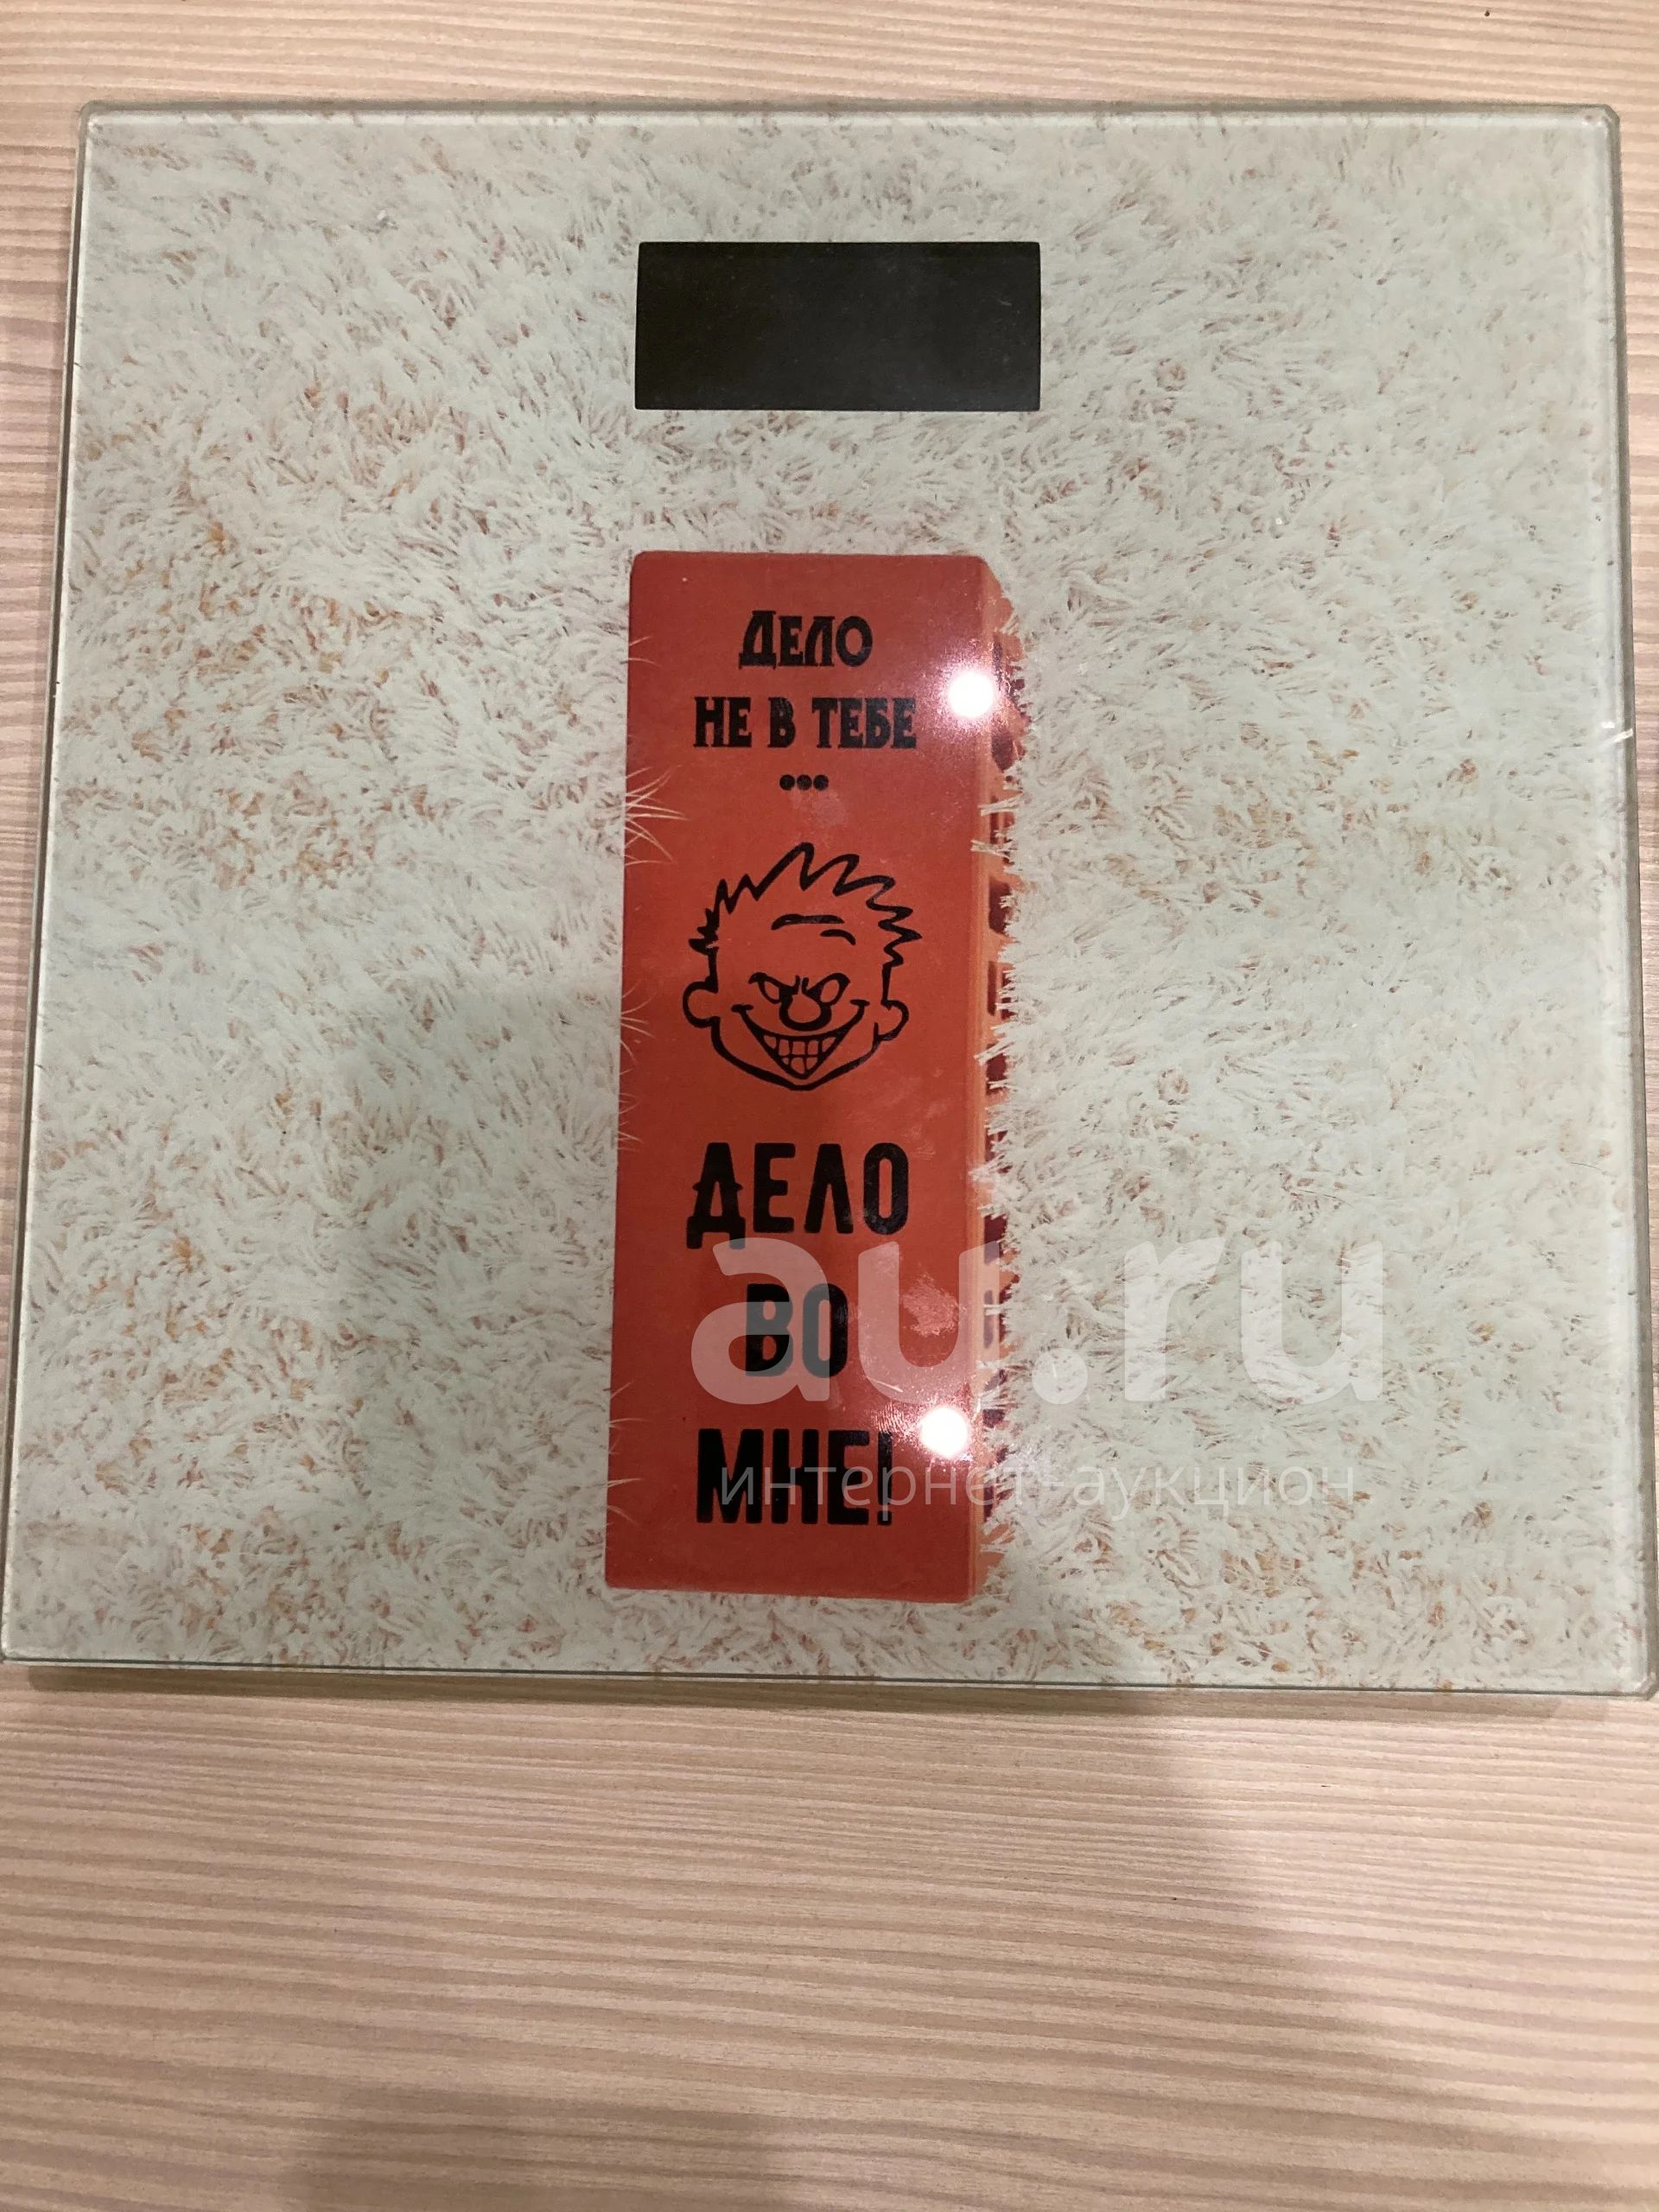 ДЕЛО
НЕ В ТЕБЕ
...
ДЕЛО
ВО
МНЕ!
au.ru
интернет-аукцион